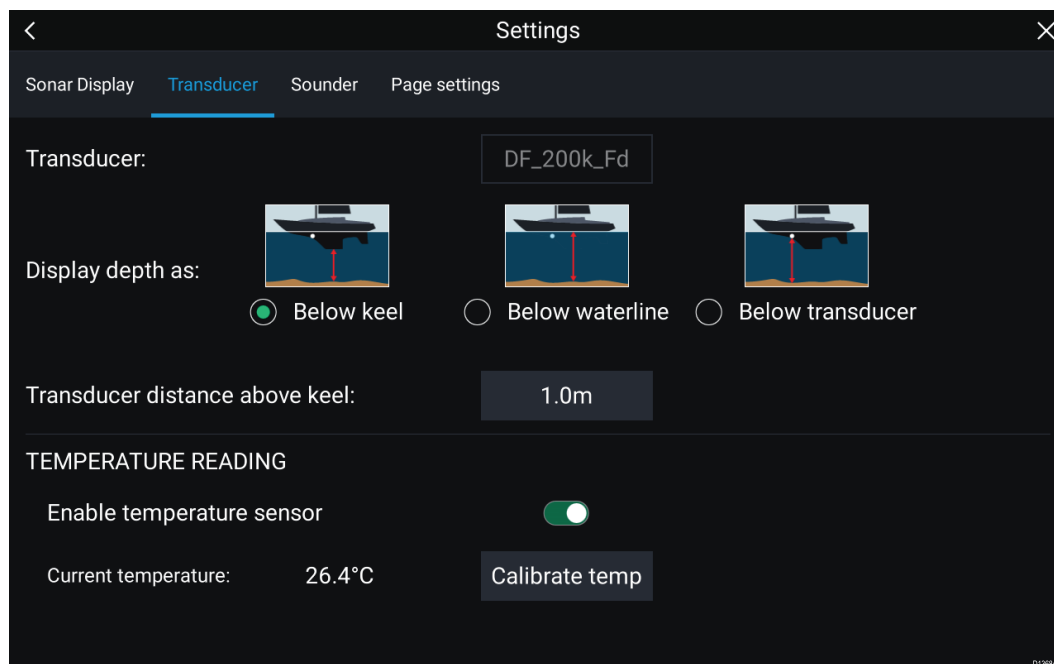 Settings
Sonar Display Transducer Sounder Page settings
Transducer: DF_200k_Fd
Display depth as:
Below keel Below waterline Below transducer
Transducer distance above keel: 1.0m
TEMPERATURE READING
Enable temperature sensor
Current temperature: 26.4°C Calibrate temp